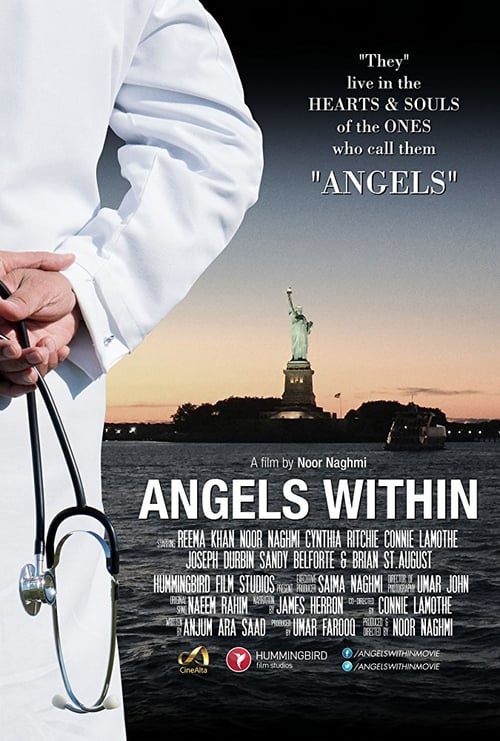 "They"
live in the
HEARTS & SOULS
of the ONES
who call them
"ANGELS"
A film by Noor Naghmi
ANGELS WITHIN
STARRING REEMA KHAN NOOR NAGHMI CYNTHIA RITCHIE CONNIE LAMOTHE
JOSEPH DURBIN SANDY BELFORTE & BRIAN ST.AUGUST
HUMMINGBIRD FILM STUDIOS PRESENT EXECUTIVE PRODUCER SAIMA NAGHMI DIRECTOR OF PHOTOGRAPHY UMAR JOHN
ORIGINAL SONG NAEEM RAHIM NARRATION BY JAMES HERRON CO-DIRECTED BY CONNIE LAMOTHE
WRITTEN BY ANJUM ARA SAAD PRODUCED BY UMAR FAROOQ PRODUCED & DIRECTED BY NOOR NAGHMI
CineAlta
HUMMINGBIRD
film studios
/ANGELSWITHINMOVIE
/ANGELSWITHINMOVIE